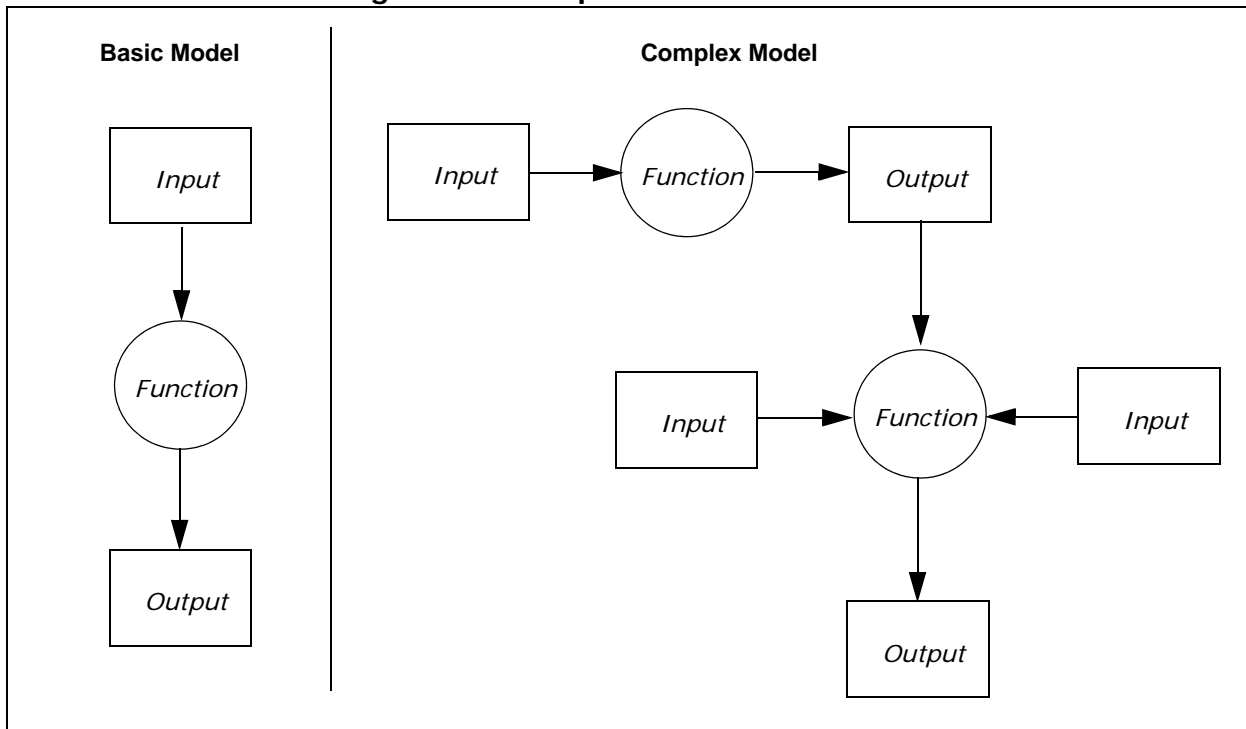 Basic Model
Input
Function
Output
Complex Model
Input
Function
Output
Input
Function
Input
Output